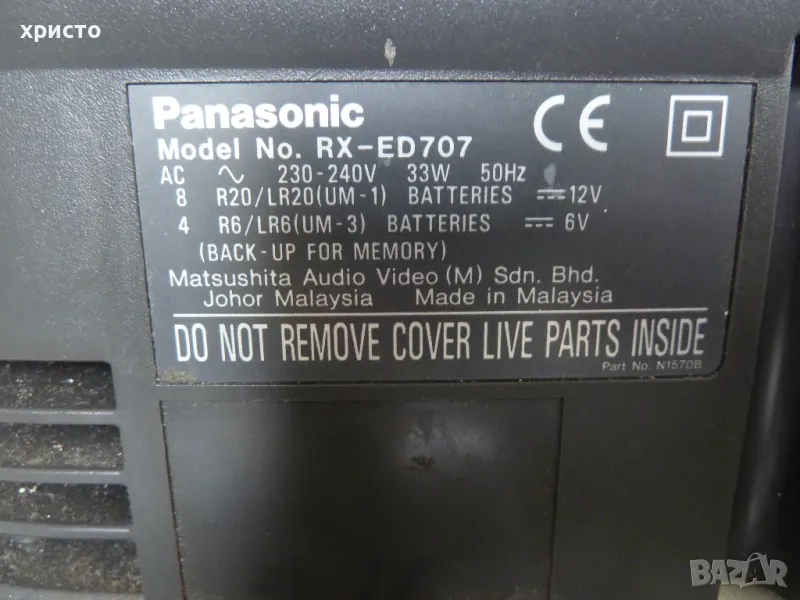 христо
Panasonic
Model No. RX-ED707
AC ~ 230-240V 33W 50Hz
8 R20/LR20(UM-1) BATTERIES ⎓12V
4 R6/LR6(UM-3) BATTERIES ⎓ 6V
(BACK-UP FOR MEMORY)
Matsushita Audio Video (M) Sdn. Bhd.
Johor Malaysia Made in Malaysia
DO NOT REMOVE COVER LIVE PARTS INSIDE
Part No. N1570B
BAZAR